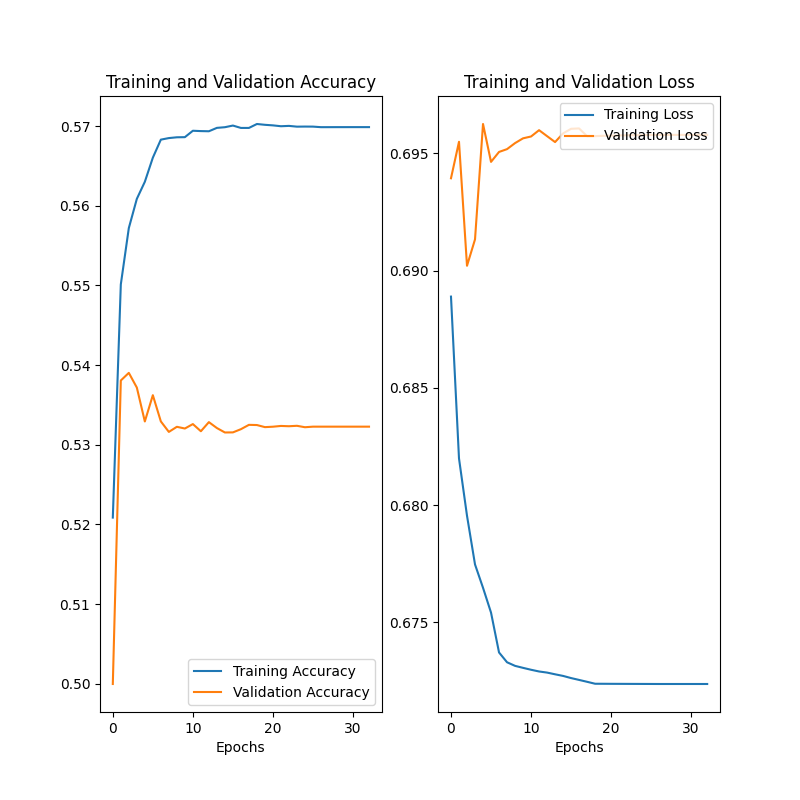 Training and Validation Accuracy
0.57
0.56
0.55
0.54
0.53
0.52
0.51
0.50
Training Accuracy
Validation Accuracy
0
10
20
30
Epochs
Training and Validation Loss
Training Loss
Validation Loss
0.695
0.690
0.685
0.680
0.675
0
10
20
30
Epochs